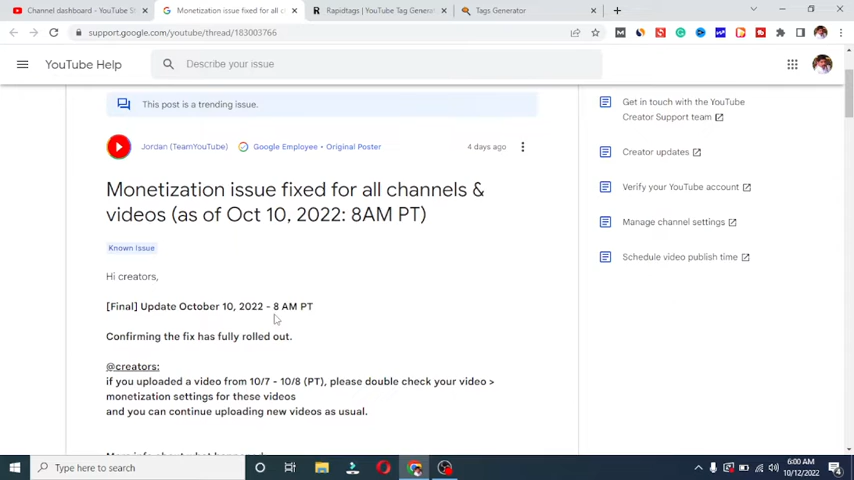 Channel dashboard - YouTube St
Monetization issue fixed for all c
Rapidtags | YouTube Tag Genera
Tags Generator
support.google.com/youtube/thread/183003766
YouTube Help
Describe your issue
This post is a trending issue.
Jordan (TeamYouTube)
Google Employee • Original Poster
4 days ago
Monetization issue fixed for all channels &
videos (as of Oct 10, 2022: 8AM PT)
Known Issue
Hi creators,
[Final] Update October 10, 2022 - 8 AM PT
Confirming the fix has fully rolled out.
@creators:
if you uploaded a video from 10/7 - 10/8 (PT), please double check your video >
monetization settings for these videos
and you can continue uploading new videos as usual.
Get in touch with the YouTube
Creator Support team
Creator updates
Verify your YouTube account
Manage channel settings
Schedule video publish time
Type here to search
6:00 AM
10/12/2022
4